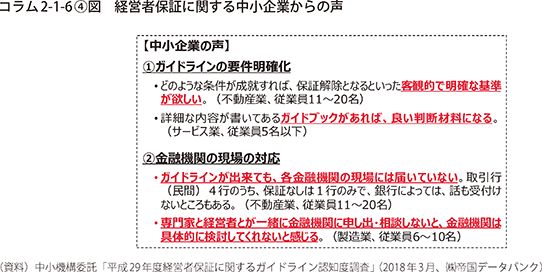 コラム2-1-6④図　経営者保証に関する中小企業からの声
【中小企業の声】
①ガイドラインの要件明確化
・どのような条件が成就すれば、保証解除となるといった客観的で明確な基準
が欲しい。（不動産業、従業員11～20名）
・詳細な内容が書いてあるガイドブックがあれば、良い判断材料になる。
（サービス業、従業員5名以下）
②金融機関の現場の対応
・ガイドラインが出来ても、各金融機関の現場には届いていない。取引行
（民間）４行のうち、保証なしは１行のみで、銀行によっては、話も受付け
ないところもある。（不動産業、従業員11～20名）
・専門家と経営者とが一緒に金融機関に申し出・相談しないと、金融機関は
具体的に検討してくれないと感じる。（製造業、従業員6～10名）
（資料）中小機構委託「平成29年度経営者保証に関するガイドライン認知度調査」（2018年3月、㈱帝国データバンク）